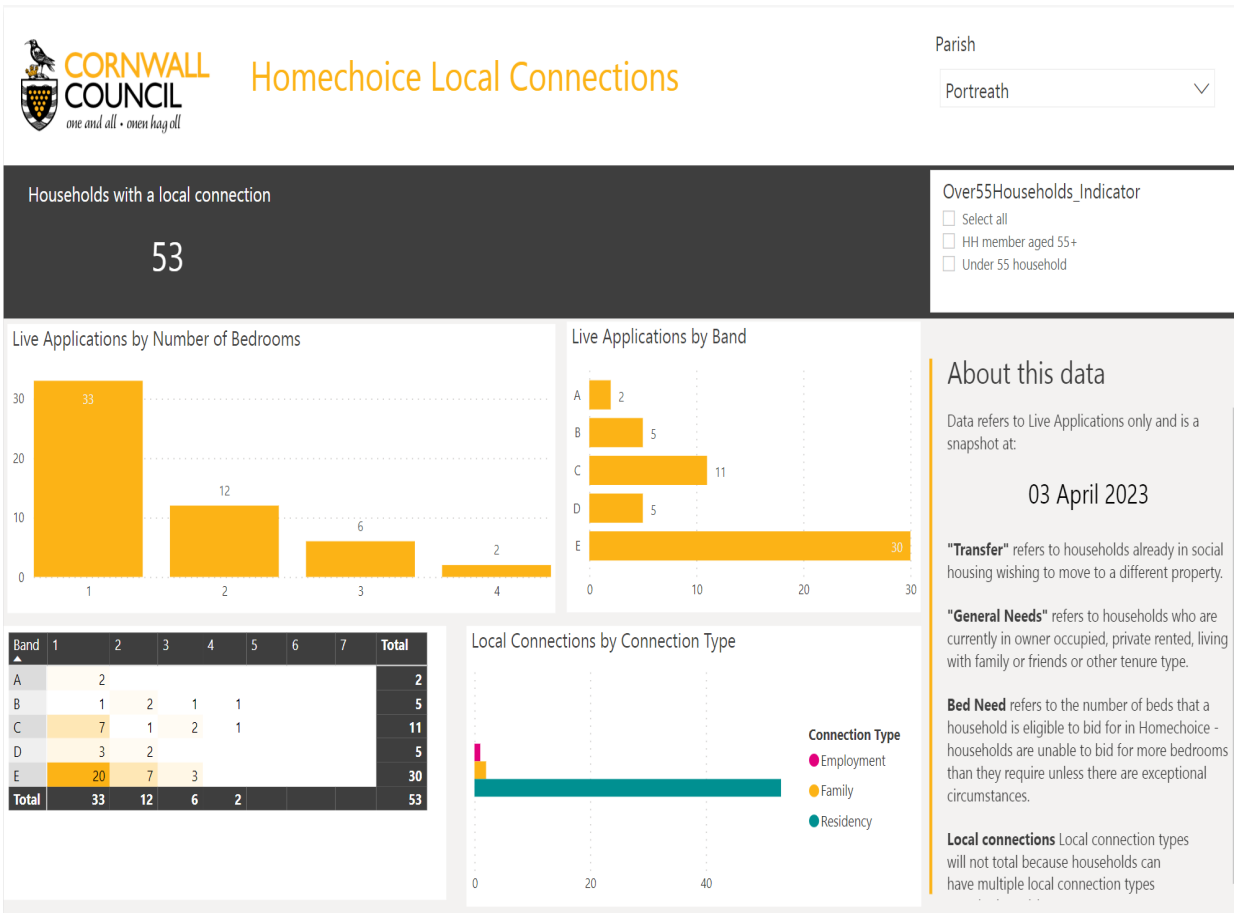 CORNWALL
COUNCIL
one and all • onen hag oll
Homechoice Local Connections
Parish
Portreath
Households with a local connection
53
Over55Households_Indicator
Select all
HH member aged 55+
Under 55 household
Live Applications by Number of Bedrooms
30
20
10
0
33
12
6
2
1 2 3 4
Live Applications by Band
A 2
B 5
C 11
D 5
E 30
0 10 20 30
About this data
Data refers to Live Applications only and is a
snapshot at:
03 April 2023
"Transfer" refers to households already in social
housing wishing to move to a different property.
"General Needs" refers to households who are
currently in owner occupied, private rented, living
with family or friends or other tenure type.
Bed Need refers to the number of beds that a
household is eligible to bid for in Homechoice -
households are unable to bid for more bedrooms
than they require unless there are exceptional
circumstances.
Local connections Local connection types
will not total because households can
have multiple local connection types
Band 1 2 3 4 5 6 7 Total
A 2 2
B 1 2 1 1 5
C 7 1 2 1 11
D 3 2 5
E 20 7 3 30
Total 33 12 6 2 53
Local Connections by Connection Type
0 20 40
Connection Type
Employment
Family
Residency